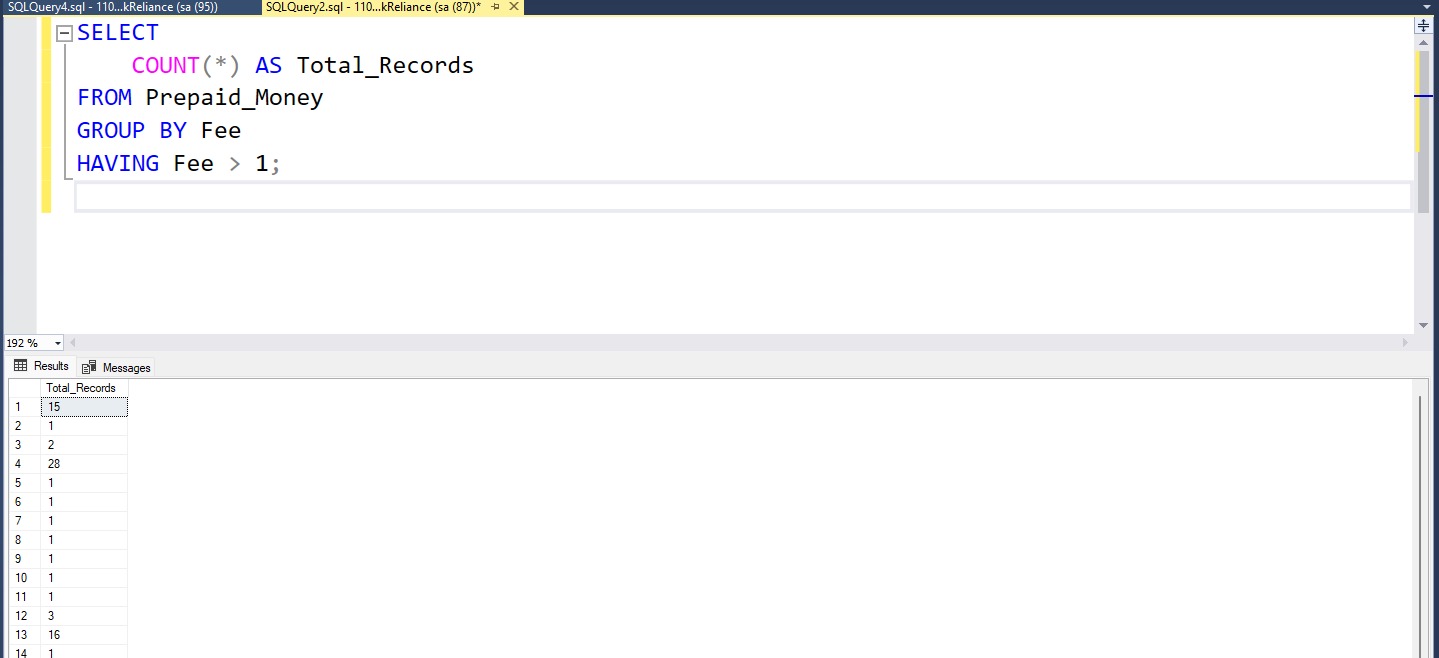 SQLQuery4.sql - 110...kReliance (sa (95))
SQLQuery2.sql - 110...kReliance (sa (87))*
SELECT
COUNT(*) AS Total_Records
FROM Prepaid_Money
GROUP BY Fee
HAVING Fee > 1;
192 %
Results Messages
Total_Records
1 15
2 1
3 2
4 28
5 1
6 1
7 1
8 1
9 1
10 1
11 1
12 3
13 16
14 1